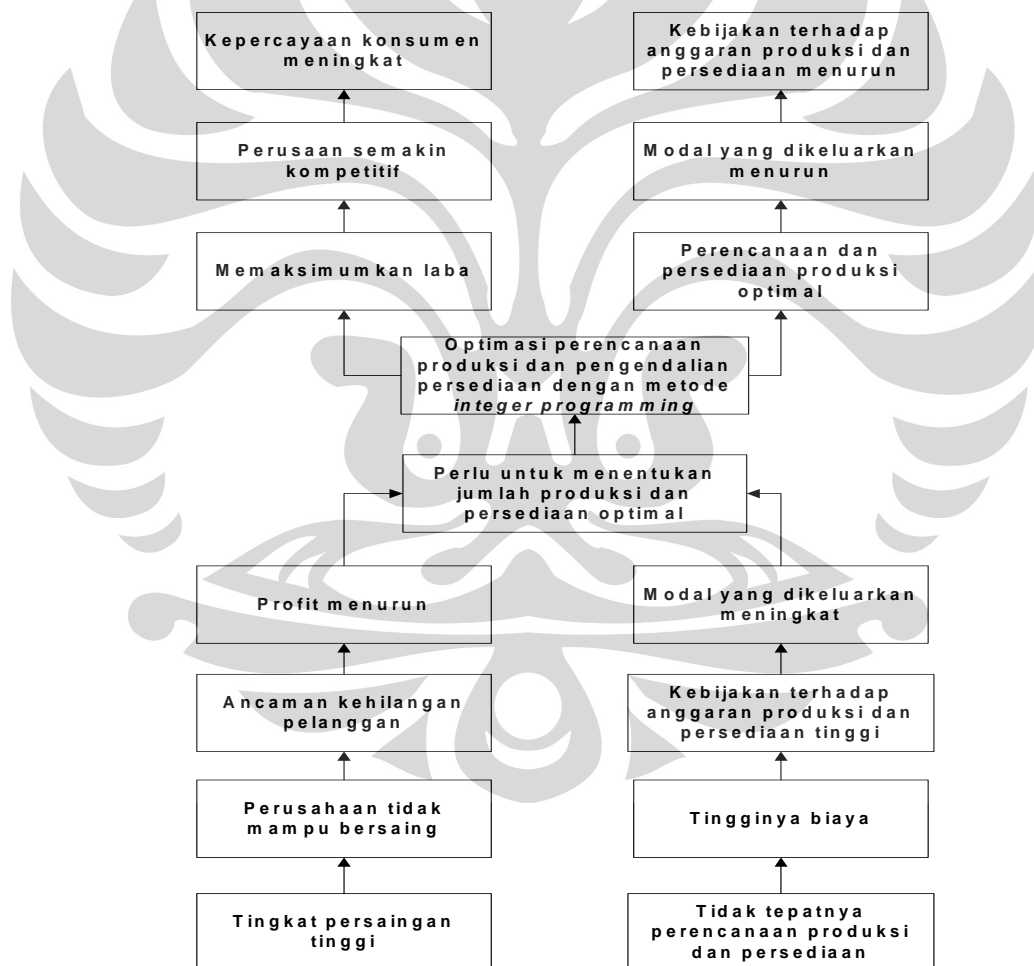 Kepercayaan konsumen
meningkat
Kebijakan terhadap
anggaran produksi dan
persediaan menurun
Perusaan semakin
kompetitif
Modal yang dikeluarkan
menurun
Memaksimumkan laba
Perencanaan dan
persediaan produksi
optimal
Optimasi perencanaan
produksi dan pengendalian
persediaan dengan metode
integer programming
Perlu untuk menentukan
jumlah produksi dan
persediaan optimal
Profit menurun
Modal yang dikeluarkan
meningkat
Ancaman kehilangan
pelanggan
Kebijakan terhadap
anggaran produksi dan
persediaan tinggi
Perusahaan tidak
mampu bersaing
Tingginya biaya
Tingkat persaingan
tinggi
Tidak tepatnya
perencanaan produksi
dan persediaan